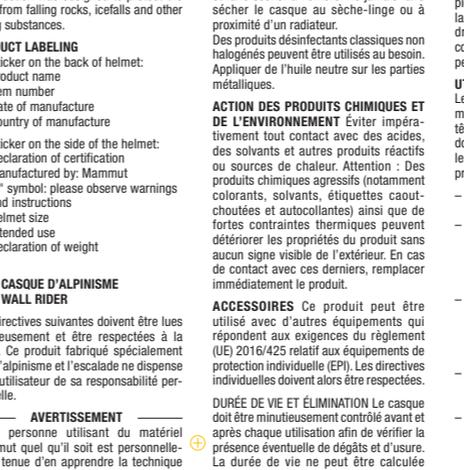 from falling rocks, icefalls and other
substances.
UCT LABELING
icker on the back of helmet:
roduct name
em number
ate of manufacture
ountry of manufacture
icker on the side of the helmet:
eclaration of certification
anufactured by: Mammut
" symbol: please observe warnings
nd instructions
elmet size
tended use
eclaration of weight
CASQUE D'ALPINISME
WALL RIDER
irectives suivantes doivent être lues
eusement et être respectées à la
. Ce produit fabriqué spécialement
'alpinisme et l'escalade ne dispense
utilisateur de sa responsabilité per-
elle.
AVERTISSEMENT
personne utilisant du matériel
mut quel qu'il soit est personnelle-
tenue d'en apprendre la technique
sécher le casque au sèche-linge ou à
proximité d'un radiateur.
Des produits désinfectants classiques non
halogénés peuvent être utilisés au besoin.
Appliquer de l'huile neutre sur les parties
métalliques.
ACTION DES PRODUITS CHIMIQUES ET
DE L'ENVIRONNEMENT Éviter impéra-
tivement tout contact avec des acides,
des solvants et autres produits réactifs
ou sources de chaleur. Attention : Des
produits chimiques agressifs (notamment
colorants, solvants, étiquettes caout-
choutées et autocollantes) ainsi que de
fortes contraintes thermiques peuvent
détériorer les propriétés du produit sans
aucun signe visible de l'extérieur. En cas
de contact avec ces derniers, remplacer
immédiatement le produit.
ACCESSOIRES Ce produit peut être
utilisé avec d'autres équipements qui
répondent aux exigences du règlement
(UE) 2016/425 relatif aux équipements de
protection individuelle (EPI). Les directives
individuelles doivent alors être respectées.
DURÉE DE VIE ET ÉLIMINATION Le casque
doit être minutieusement contrôlé avant et
après chaque utilisation afin de vérifier la
présence éventuelle de dégâts et d'usure.
La durée de vie ne peut être calculée